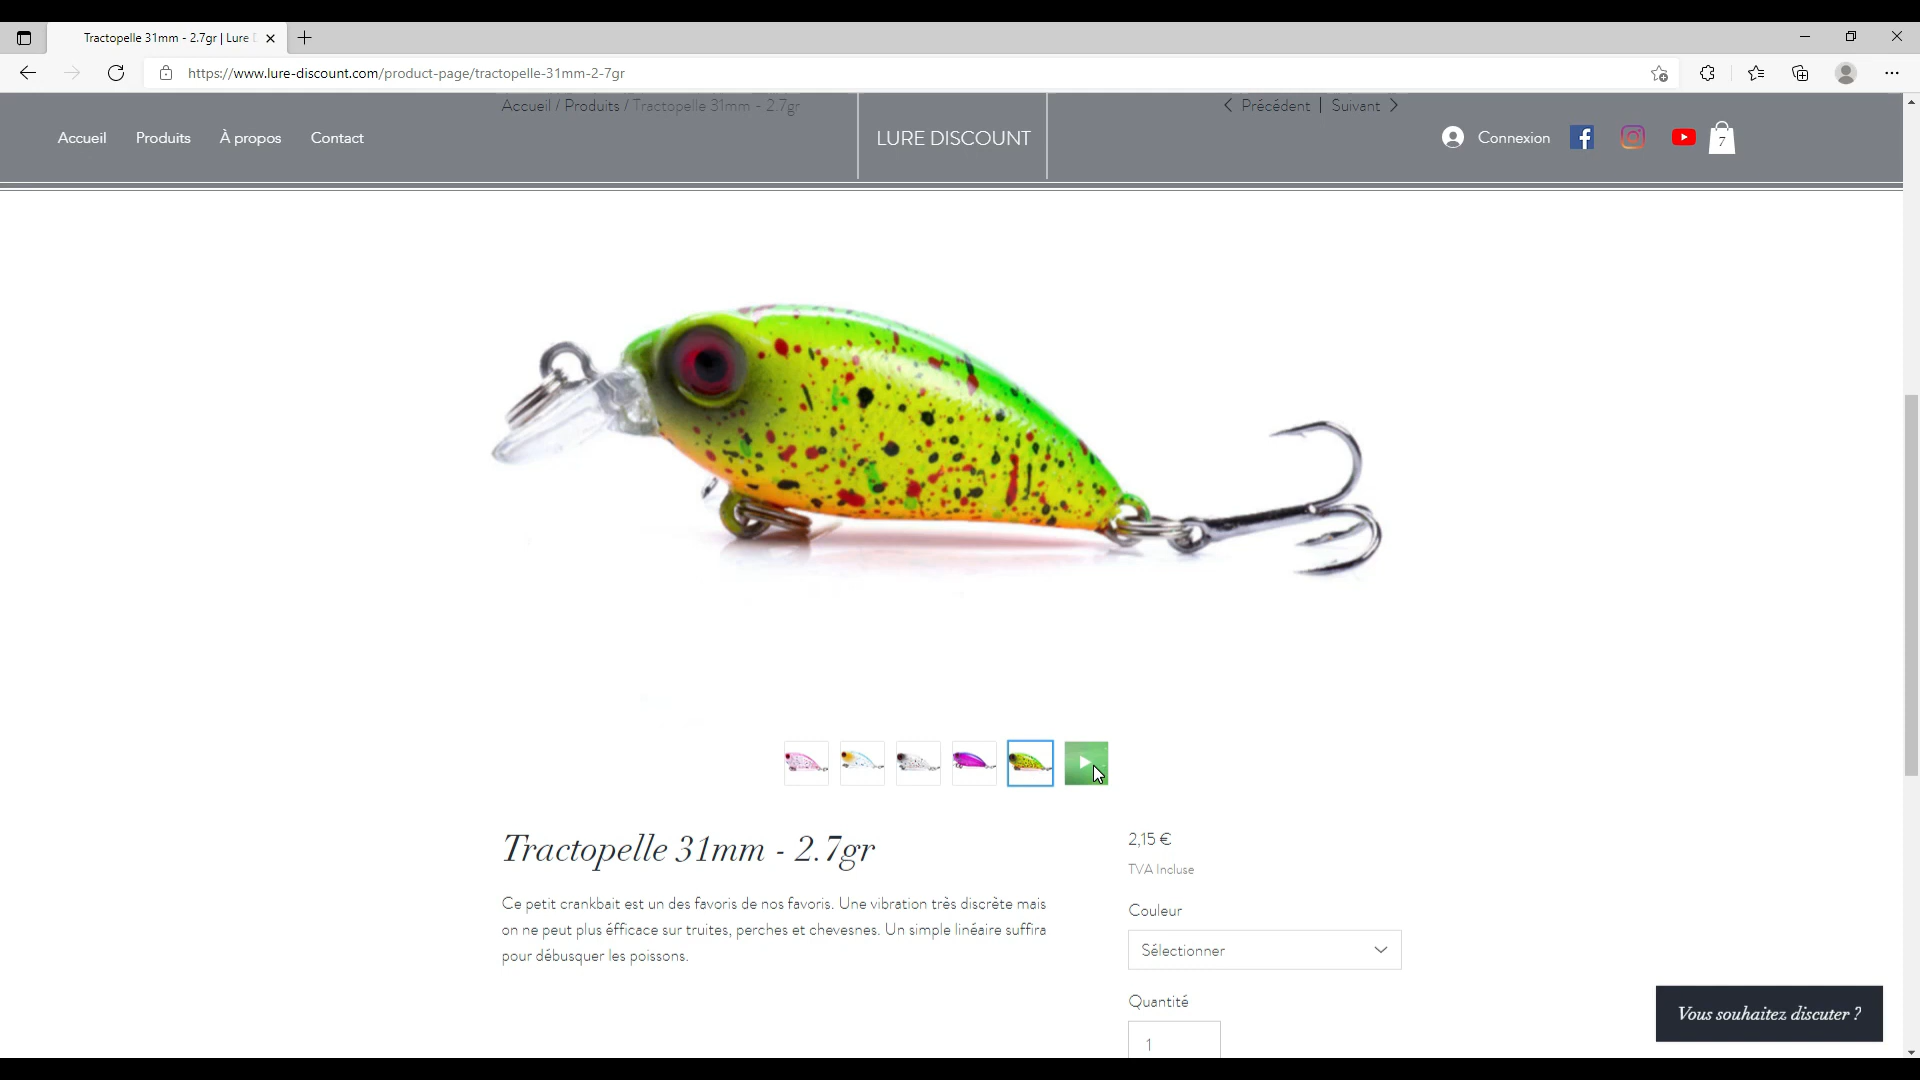 Tractopelle 31mm - 2.7gr | Lure
https://www.lure-discount.com/product-page/tractopelle-31mm-2-7gr
Accueil / Produits / Tractopelle 31mm - 2.7gr
Précédent | Suivant
Accueil Produits À propos Contact
LURE DISCOUNT
Connexion
7
Tractopelle 31mm - 2.7gr
Ce petit crankbait est un des favoris de nos favoris. Une vibration très discrète mais
on ne peut plus éfficace sur truites, perches et chevesnes. Un simple linéaire suffira
pour débusquer les poissons.
2,15 €
TVA Incluse
Couleur
Sélectionner
Quantité
1
Vous souhaitez discuter ?